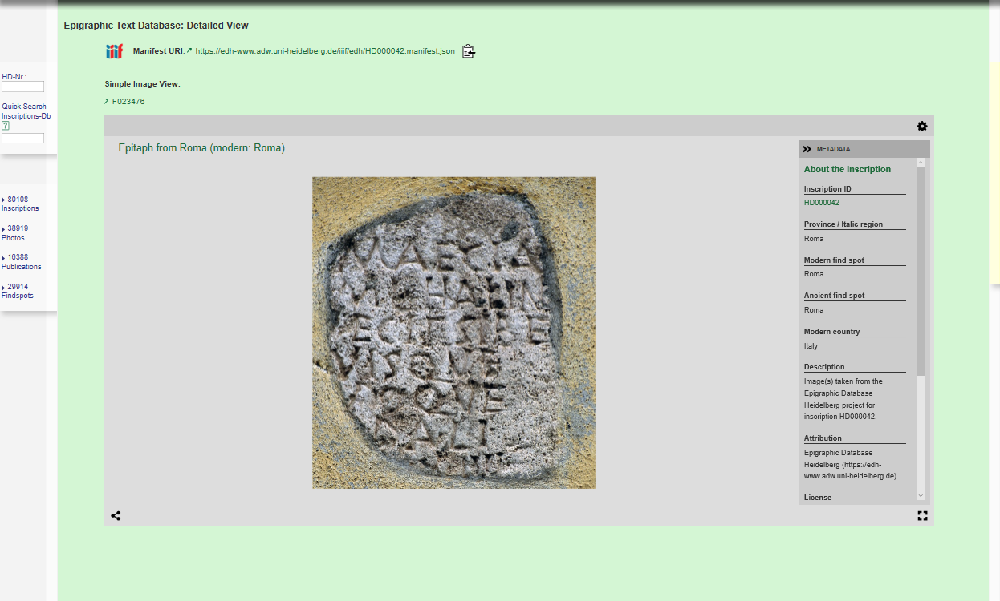 Epigraphic Text Database: Detailed View
iiif
Manifest URI: https://edh-www.adw.uni-heidelberg.de/iiif/edh/HD000042.manifest.json
HD-Nr.:
Simple Image View:
F023476
Quick Search
Inscriptions-Db
?
80108
Inscriptions
38919
Photos
16388
Publications
29914
Findspots
Epitaph from Roma (modern: Roma)
METADATA
About the inscription
Inscription ID
HD000042
Province / Italic region
Roma
Modern find spot
Roma
Ancient find spot
Roma
Modern country
Italy
Description
Image(s) taken from the
Epigraphic Database
Heidelberg project for
inscription HD000042.
Attribution
Epigraphic Database
Heidelberg (https://edh-
www.adw.uni-heidelberg.de)
License